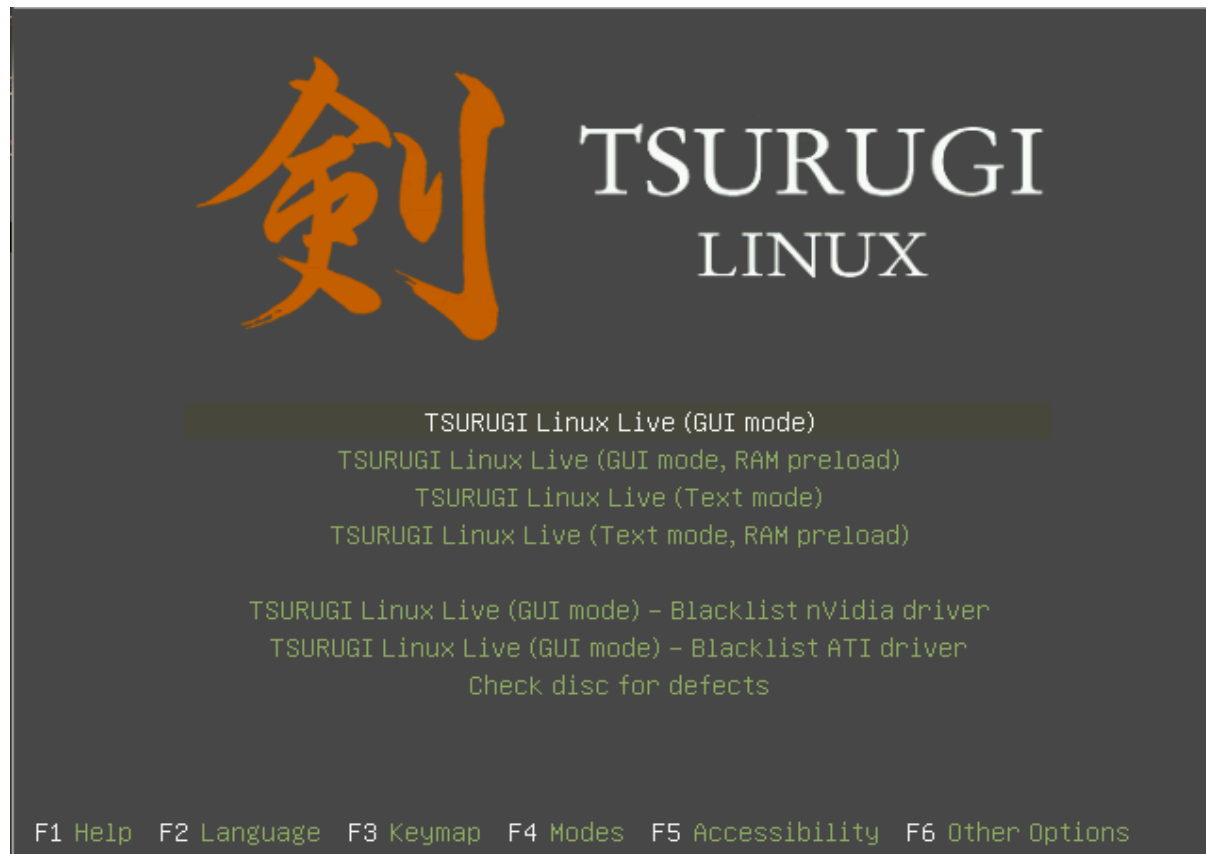 剣
TSURUGI
LINUX
TSURUGI Linux Live (GUI mode)
TSURUGI Linux Live (GUI mode, RAM preload)
TSURUGI Linux Live (Text mode)
TSURUGI Linux Live (Text mode, RAM preload)
TSURUGI Linux Live (GUI mode) – Blacklist nVidia driver
TSURUGI Linux Live (GUI mode) – Blacklist ATI driver
Check disc for defects
F1 Help F2 Language F3 Keymap F4 Modes F5 Accessibility F6 Other Options